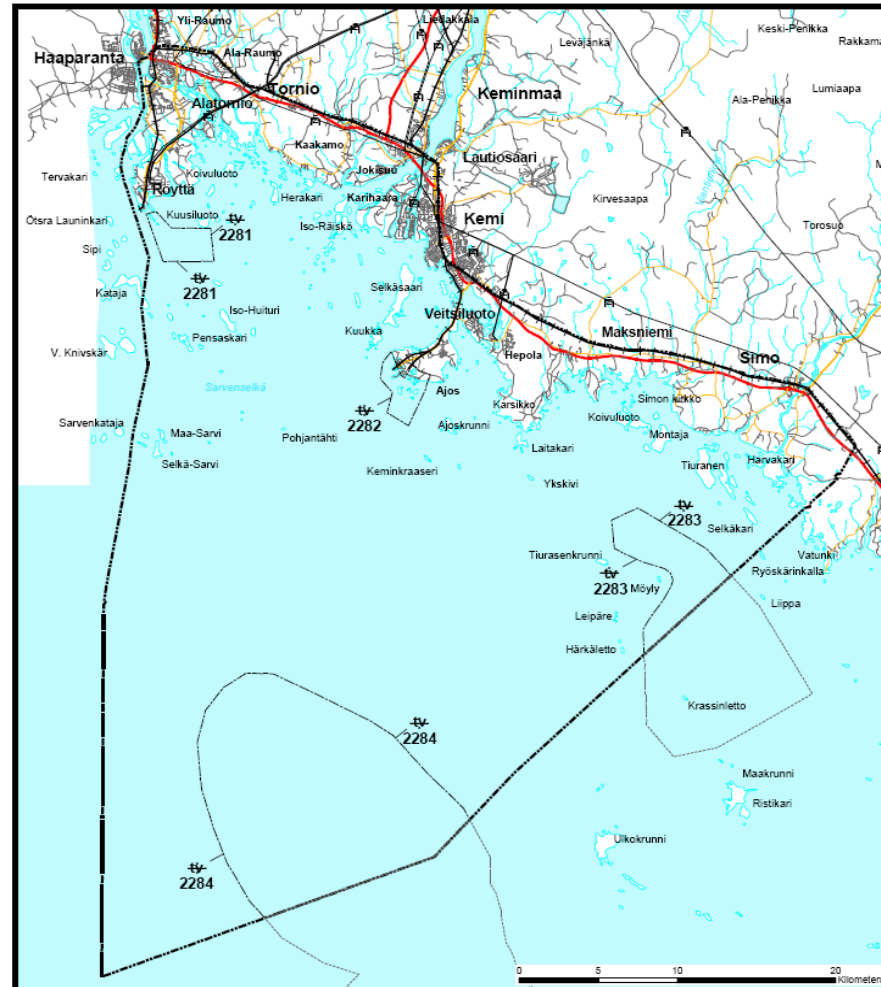 Yli-Raumo
Liedakkala
Keski-Penikka
Haaparanta
Ala-Raumo
Leväjänkä
Rakkama
Tornio
Keminmaa
Lumiaapa
Alatornio
Ala-Penikka
Kaakamo
Lautiosaari
Jokisuu
Tervakari
Koivuluoto
Röyttä
Herakari
Karihaara
Kirvesaapa
Ötsra Launinkari
Kuusiluoto
tv
2281
Iso-Räiskö
Kemi
Torosuo
Sipi
tv
2281
Kataja
Selkäsaari
Iso-Huituri
Veitsiluoto
Maksniemi
V. Knivskär
Pensaskari
Kuukka
Hepola
Simo
Sarvenselkä
Ajos
Simon kirkko
tv
2282
Karsikko
Koivuluoto
Sarvenkataja
Maa-Sarvi
Pohjantähti
Ajoskrunni
Laitakari
Montaja
Selkä-Sarvi
Keminkraaseri
Tiuranen
Harvakari
Ykskivi
tv
2283
Selkäkari
Tiurasenkrunni
Vatunki
tv
2283
Möyly
Ryöskärinkalla
Liippa
Leipäre
Härkäletto
Krassinletto
tv
2284
Maakrunni
Ristikari
Ulkokrunni
tv
2284
0 5 10 20
Kilometers